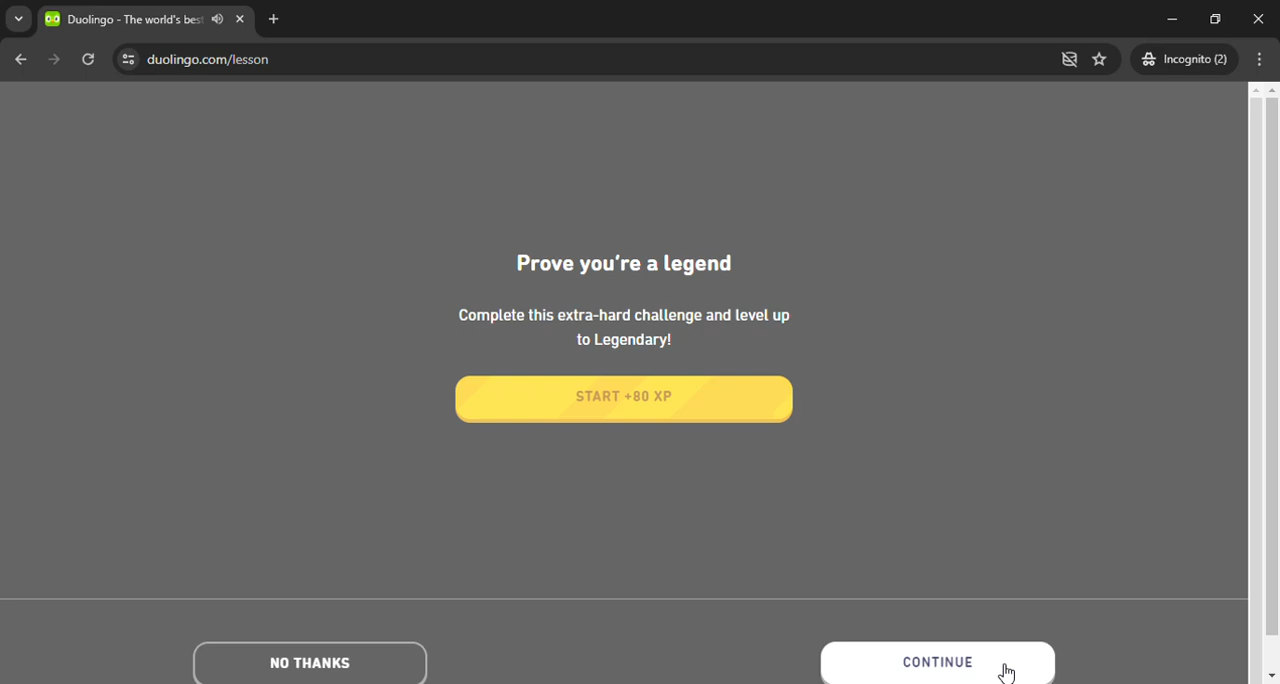 Duolingo - The world's best
duolingo.com/lesson
Incognito (2)
Prove you're a legend
Complete this extra-hard challenge and level up
to Legendary!
START +80 XP
NO THANKS
CONTINUE